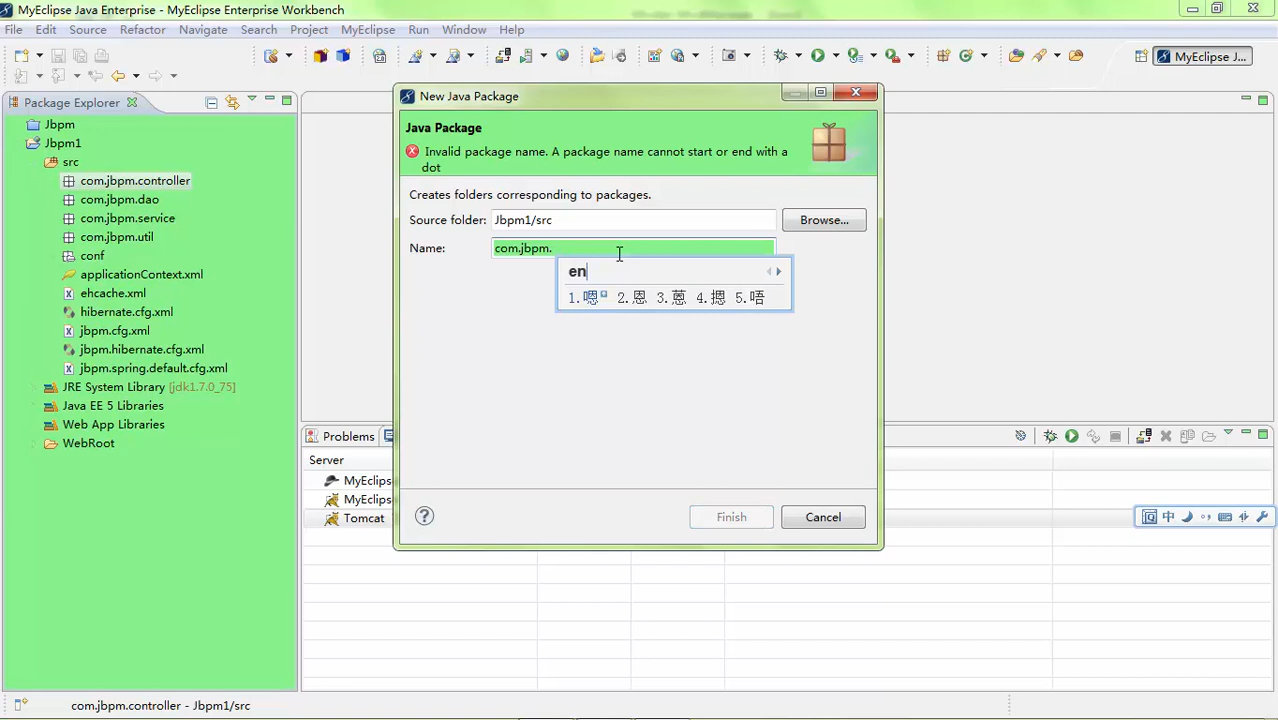 MyEclipse Java Enterprise - MyEclipse Enterprise Workbench
File Edit Source Refactor Navigate Search Project MyEclipse Run Window Help
MyEclipse J...
Package Explorer
Jbpm
Jbpm1
src
com.jbpm.controller
com.jbpm.dao
com.jbpm.service
com.jbpm.util
conf
applicationContext.xml
ehcache.xml
hibernate.cfg.xml
jbpm.cfg.xml
jbpm.hibernate.cfg.xml
jbpm.spring.default.cfg.xml
JRE System Library [jdk1.7.0_75]
Java EE 5 Libraries
Web App Libraries
WebRoot
New Java Package
Java Package
Invalid package name. A package name cannot start or end with a
dot
Creates folders corresponding to packages.
Source folder: Jbpm1/src Browse...
Name: com.jbpm.
en
1.嗯 2.恩 3.蒽 4.摁 5.唔
Finish Cancel
Problems
Server
MyEclips
MyEclips
Tomcat
中
com.jbpm.controller - Jbpm1/src